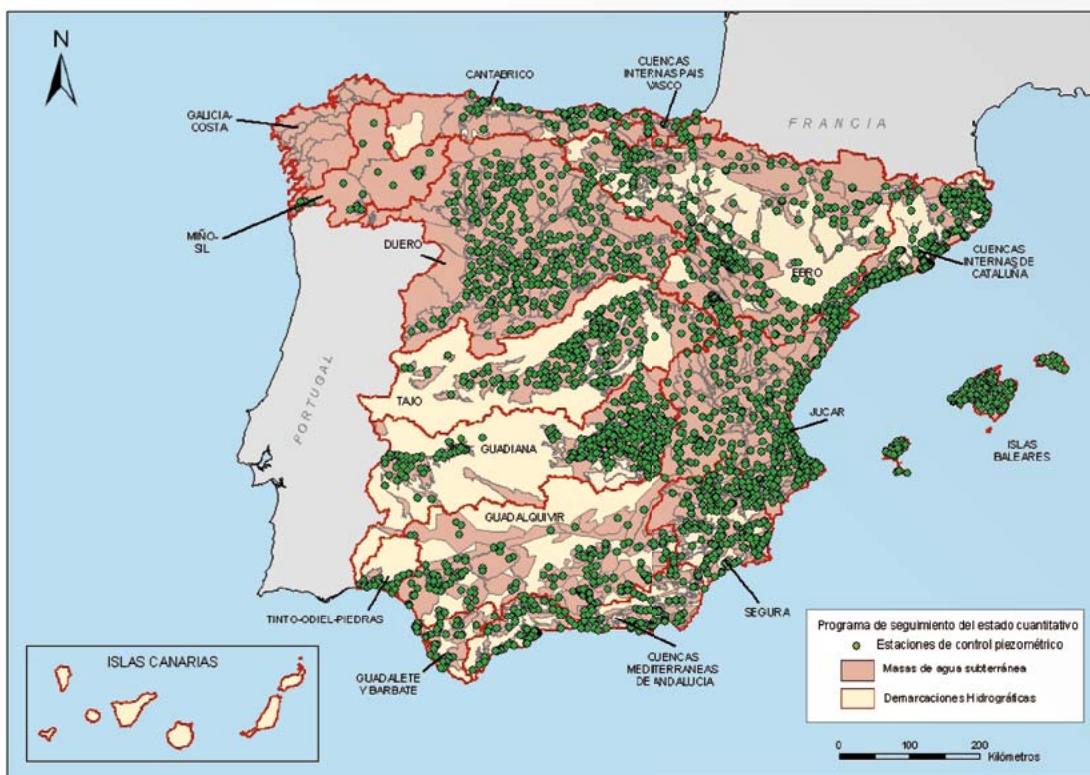 N
CANTABRICO
CUENCAS
INTERNAS PAIS
VASCO
GALICIA-
COSTA
FRANCIA
MIÑO-
SIL
DUERO
EBRO
CUENCAS
INTERNAS DE
CATALUÑA
PORTUGAL
TAJO
JUCAR
GUADIANA
ISLAS
BALEARES
GUADALQUIVIR
TINTO-ODIEL-PIEDRAS
SEGURA
GUADALETE
Y BARBATE
CUENCAS
MEDITERRANEAS
DE ANDALUCIA
ISLAS CANARIAS
Programa de seguimiento del estado cuantitativo
Estaciones de control piezométrico
Masas de agua subterránea
Demarcaciones Hidrográficas
0 100 200
Kilómetros